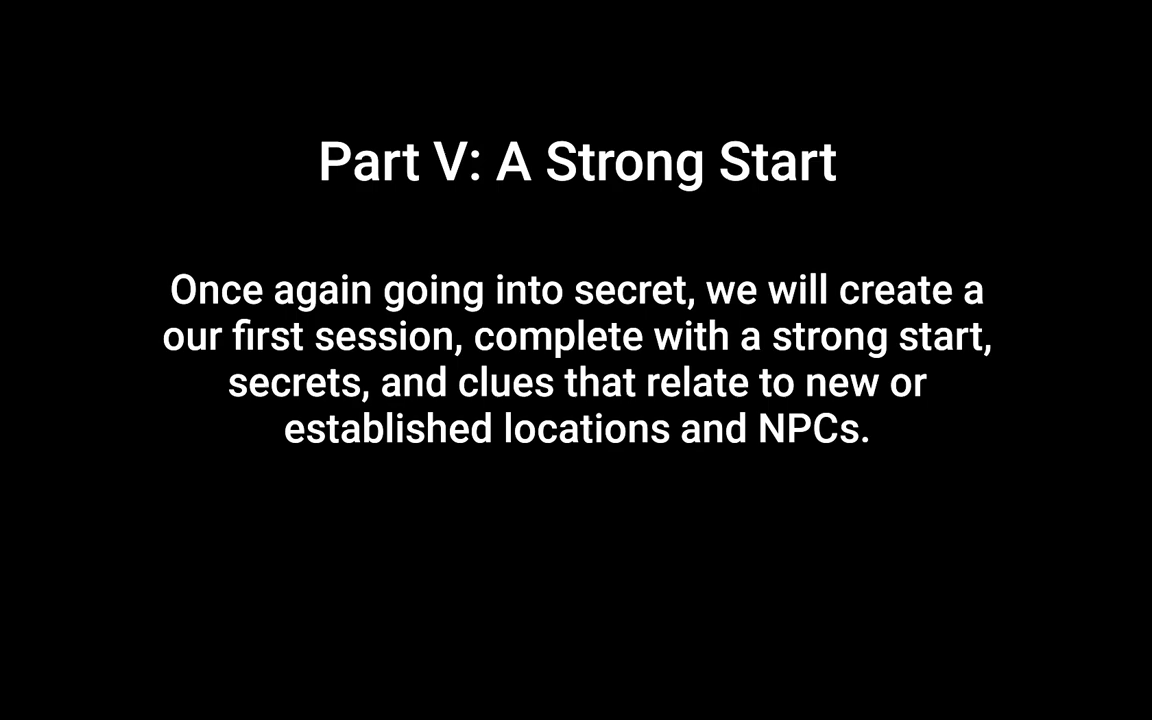 Part V: A Strong Start
Once again going into secret, we will create a
our first session, complete with a strong start,
secrets, and clues that relate to new or
established locations and NPCs.